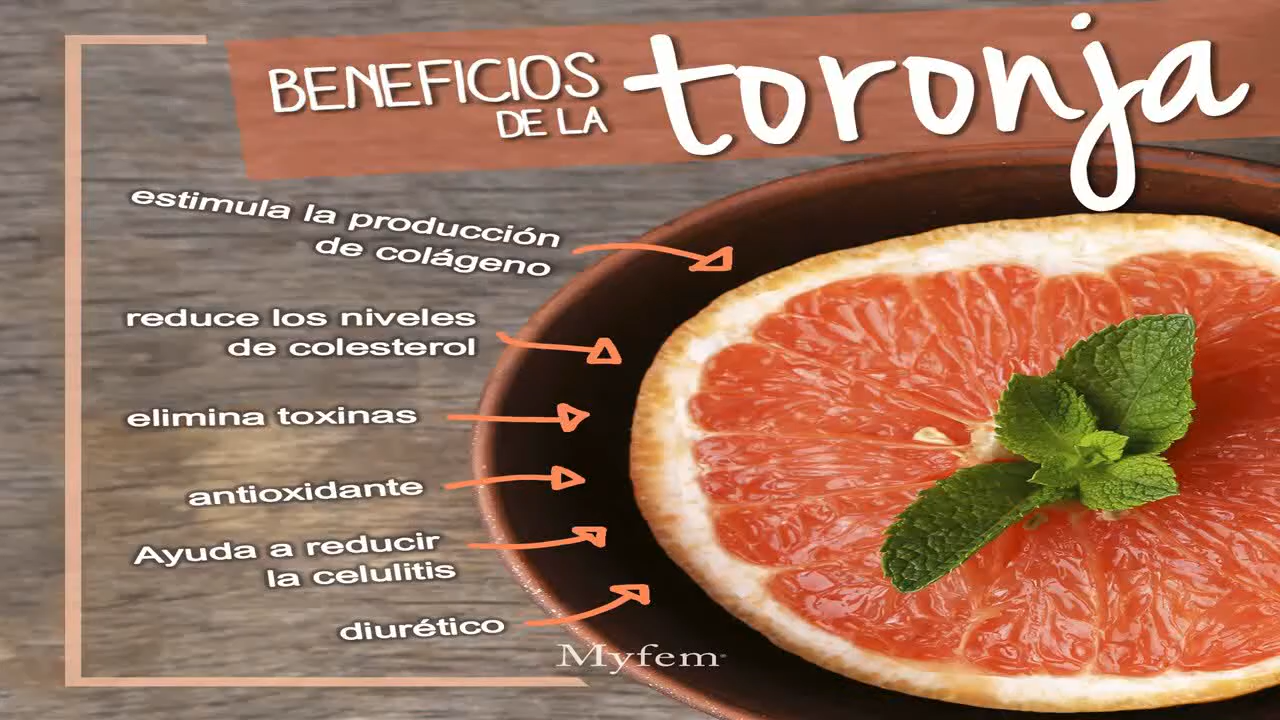 BENEFICIOS
DE LA
toronja
estimula la producción
de colágeno
reduce los niveles
de colesterol
elimina toxinas
antioxidante
Ayuda a reducir
la celulitis
diurético
Myfem